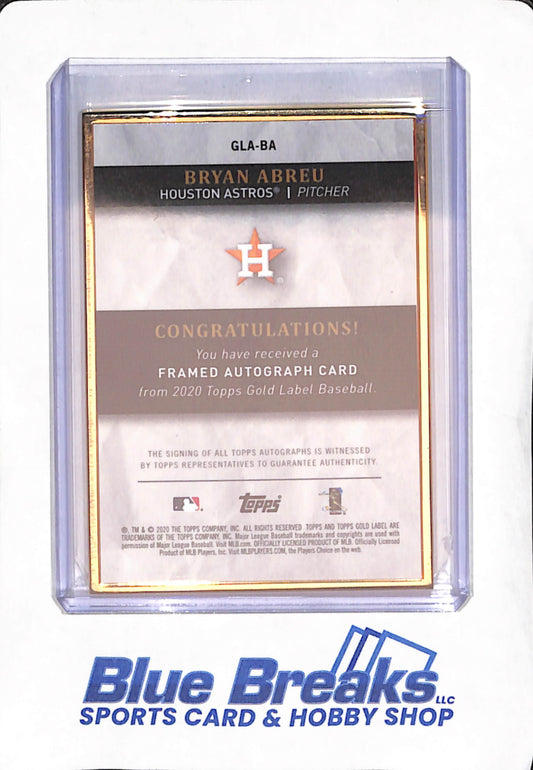 GLA-BA
BRYAN ABREU
HOUSTON ASTROS® | PITCHER
H
®
CONGRATULATIONS!
You have received a
FRAMED AUTOGRAPH CARD
from 2020 Topps Gold Label Baseball.
THE SIGNING OF ALL TOPPS AUTOGRAPHS IS WITNESSED
BY TOPPS REPRESENTATIVES TO GUARANTEE AUTHENTICITY.
Topps
®, TM & © 2020 THE TOPPS COMPANY, INC. ALL RIGHTS RESERVED. TOPPS AND TOPPS GOLD LABEL ARE
TRADEMARKS OF THE TOPPS COMPANY, INC. Major League Baseball trademarks and copyrights are used with
permission of Major League Baseball. Visit MLB.com. OFFICIALLY LICENSED PRODUCT OF MLB. Officially Licensed
Product of MLB Players, Inc. Visit MLBPLAYERS.COM, the Players Choice on the web.
Blue Breaks LLC
SPORTS CARD & HOBBY SHOP